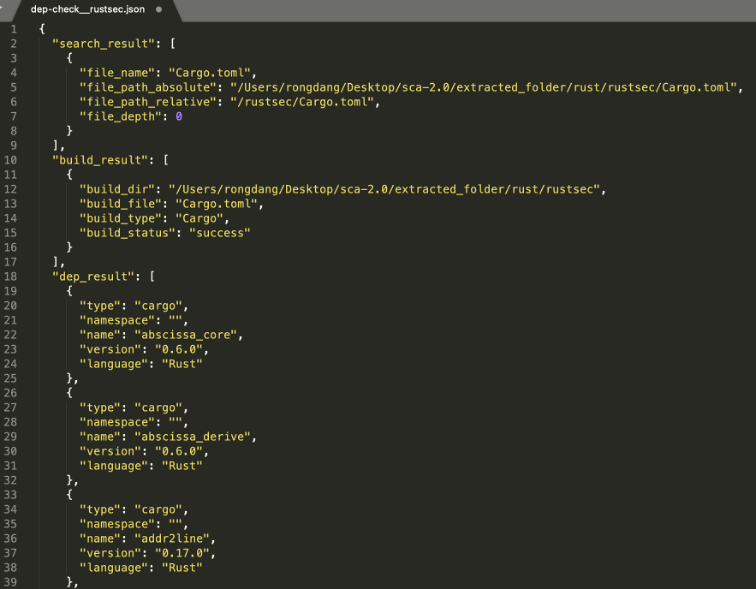 dep-check__rustsec.json
1 {
2 "search_result": [
3 {
4 "file_name": "Cargo.toml",
5 "file_path_absolute": "/Users/rongdang/Desktop/sca-2.0/extracted_folder/rust/rustsec/Cargo.toml",
6 "file_path_relative": "/rustsec/Cargo.toml",
7 "file_depth": 0
8 }
9 ],
10 "build_result": [
11 {
12 "build_dir": "/Users/rongdang/Desktop/sca-2.0/extracted_folder/rust/rustsec",
13 "build_file": "Cargo.toml",
14 "build_type": "Cargo",
15 "build_status": "success"
16 }
17 ],
18 "dep_result": [
19 {
20 "type": "cargo",
21 "namespace": "",
22 "name": "abscissa_core",
23 "version": "0.6.0",
24 "language": "Rust"
25 },
26 {
27 "type": "cargo",
28 "namespace": "",
29 "name": "abscissa_derive",
30 "version": "0.6.0",
31 "language": "Rust"
32 },
33 {
34 "type": "cargo",
35 "namespace": "",
36 "name": "addr2line",
37 "version": "0.17.0",
38 "language": "Rust"
39 },